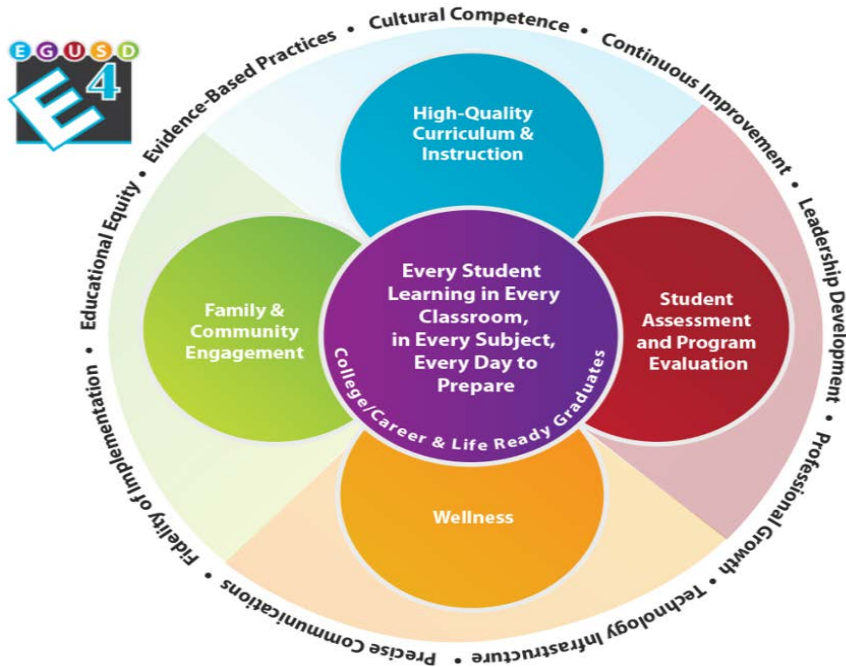 EGUSD
E4
Cultural Competence • Continuous Improvement • Leadership Development • Professional Growth • Technology Infrastructure • Precise Communications • Fidelity of Implementation • Educational Equity • Evidence-Based Practices •
High-Quality
Curriculum &
Instruction
Family &
Community
Engagement
Every Student
Learning in Every
Classroom,
in Every Subject,
Every Day to
Prepare
College/Career & Life Ready Graduates
Student
Assessment
and Program
Evaluation
Wellness